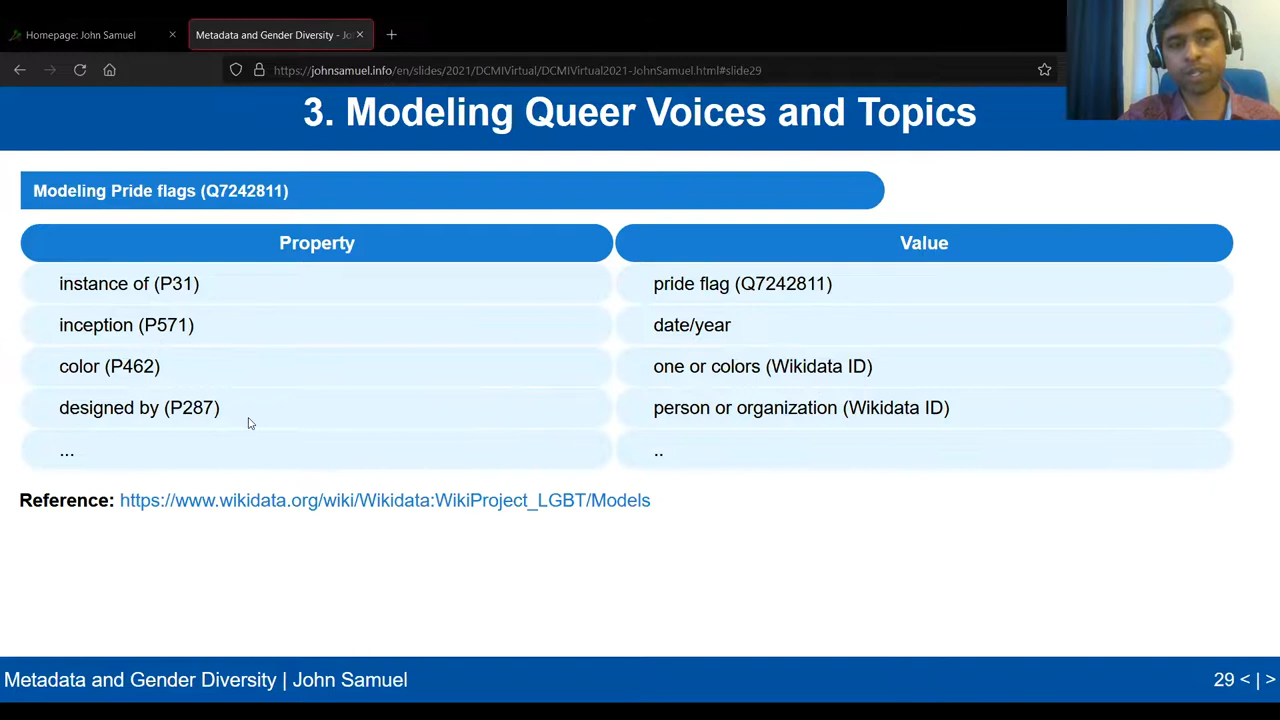 Homepage: John Samuel
Metadata and Gender Diversity - Jo
https://johnsamuel.info/en/slides/2021/DCMIVirtual/DCMIVirtual2021-JohnSamuel.html#slide29
3. Modeling Queer Voices and Topics
Modeling Pride flags (Q7242811)
Property Value
instance of (P31) pride flag (Q7242811)
inception (P571) date/year
color (P462) one or colors (Wikidata ID)
designed by (P287) person or organization (Wikidata ID)
... ..
Reference: https://www.wikidata.org/wiki/Wikidata:WikiProject_LGBT/Models
Metadata and Gender Diversity | John Samuel 29 < | >